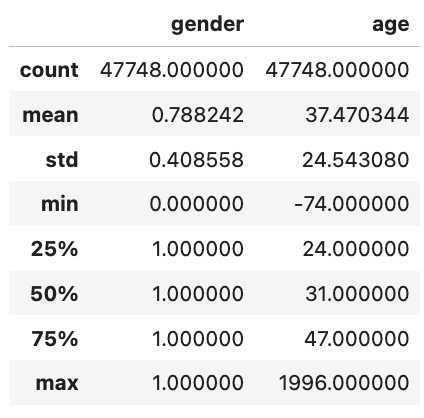 gender age
count 47748.000000 47748.000000
mean 0.788242 37.470344
std 0.408558 24.543080
min 0.000000 -74.000000
25% 1.000000 24.000000
50% 1.000000 31.000000
75% 1.000000 47.000000
max 1.000000 1996.000000